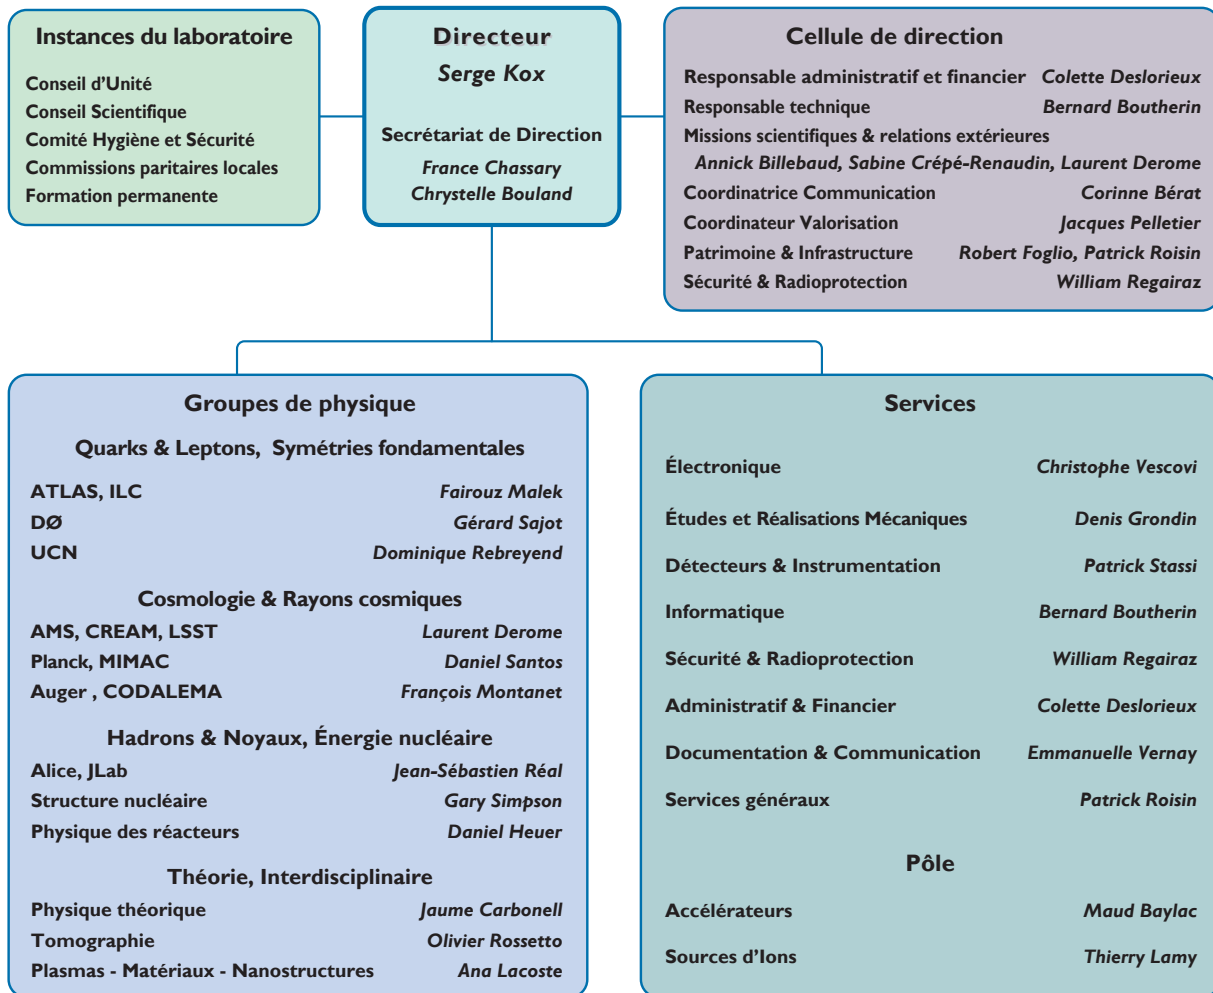 Instances du laboratoire
Conseil d’Unité
Conseil Scientifique
Comité Hygiène et Sécurité
Commissions paritaires locales
Formation permanente
Directeur
Serge Kox
Secrétariat de Direction
France Chassary
Chrystelle Bouland
Cellule de direction
Responsable administratif et financier Colette Deslorieux
Responsable technique Bernard Boutherin
Missions scientifiques & relations extérieures
Annick Billebaud, Sabine Crépé-Renaudin, Laurent Derome
Coordinatrice Communication Corinne Bérat
Coordinateur Valorisation Jacques Pelletier
Patrimoine & Infrastructure Robert Foglio, Patrick Roisin
Sécurité & Radioprotection William Regairaz
Groupes de physique
Quarks & Leptons, Symétries fondamentales
ATLAS, ILC Fairouz Malek
DØ Gérard Sajot
UCN Dominique Rebreyend
Cosmologie & Rayons cosmiques
AMS, CREAM, LSST Laurent Derome
Planck, MIMAC Daniel Santos
Auger , CODALEMA François Montanet
Hadrons & Noyaux, Énergie nucléaire
Alice, JLab Jean-Sébastien Réal
Structure nucléaire Gary Simpson
Physique des réacteurs Daniel Heuer
Théorie, Interdisciplinaire
Physique théorique Jaume Carbonell
Tomographie Olivier Rossetto
Plasmas - Matériaux - Nanostructures Ana Lacoste
Services
Électronique Christophe Vescovi
Études et Réalisations Mécaniques Denis Grondin
Détecteurs & Instrumentation Patrick Stassi
Informatique Bernard Boutherin
Sécurité & Radioprotection William Regairaz
Administratif & Financier Colette Deslorieux
Documentation & Communication Emmanuelle Vernay
Services généraux Patrick Roisin
Pôle
Accélérateurs Maud Baylac
Sources d’Ions Thierry Lamy